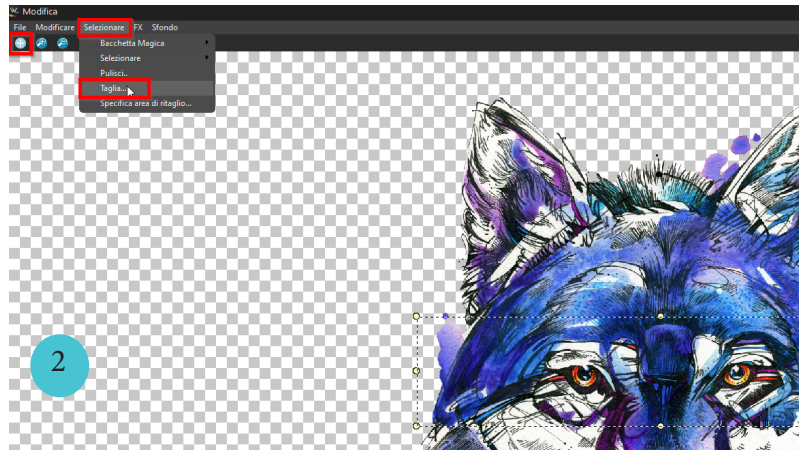 Modifica
File Modificare Selezionare FX Sfondo
Bacchetta Magica
Selezionare
Pulisci..
Taglia...
Specifica area di ritaglio...
2